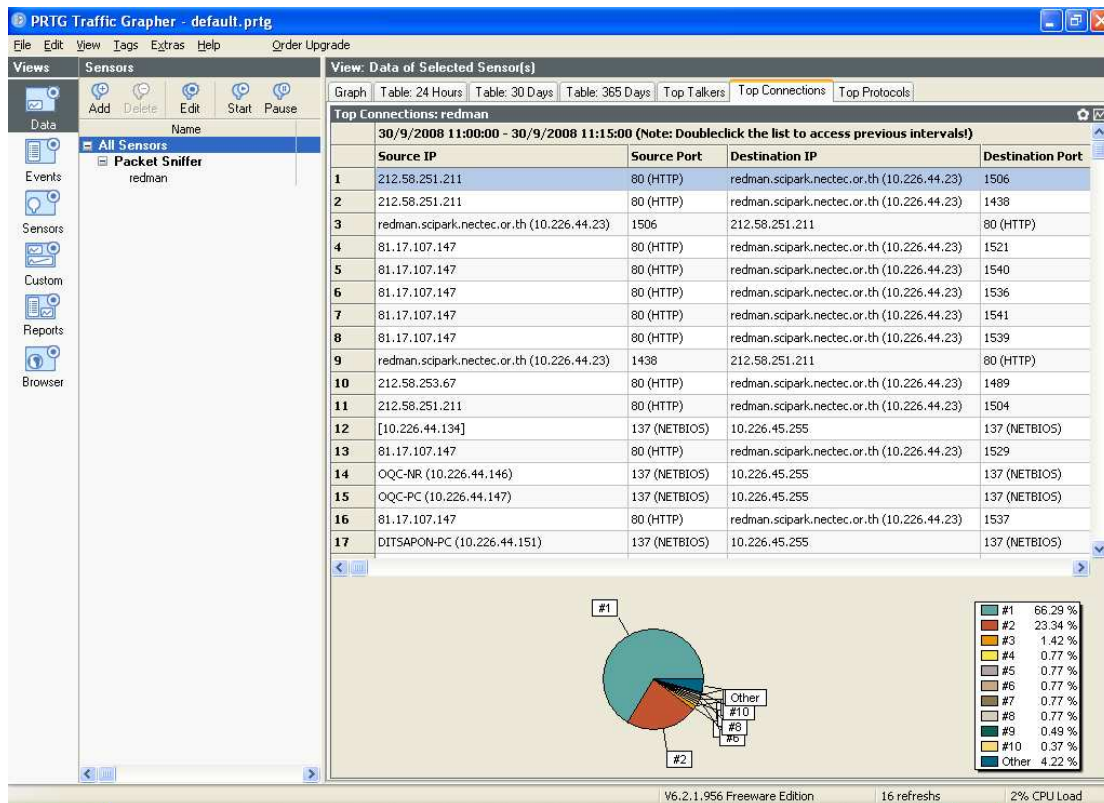 PRTG Traffic Grapher - default.prtg
File Edit View Tags Extras Help Order Upgrade
Views
Data
Events
Sensors
Custom
Reports
Browser
Sensors
Add Delete Edit Start Pause
Name
All Sensors
Packet Sniffer
redman
View: Data of Selected Sensor(s)
Graph Table: 24 Hours Table: 30 Days Table: 365 Days Top Talkers Top Connections Top Protocols
Top Connections: redman
30/9/2008 11:00:00 - 30/9/2008 11:15:00 (Note: Doubleclick the list to access previous intervals!)
Source IP Source Port Destination IP Destination Port
1 212.58.251.211 80 (HTTP) redman.scipark.nectec.or.th (10.226.44.23) 1506
2 212.58.251.211 80 (HTTP) redman.scipark.nectec.or.th (10.226.44.23) 1438
3 redman.scipark.nectec.or.th (10.226.44.23) 1506 212.58.251.211 80 (HTTP)
4 81.17.107.147 80 (HTTP) redman.scipark.nectec.or.th (10.226.44.23) 1521
5 81.17.107.147 80 (HTTP) redman.scipark.nectec.or.th (10.226.44.23) 1540
6 81.17.107.147 80 (HTTP) redman.scipark.nectec.or.th (10.226.44.23) 1536
7 81.17.107.147 80 (HTTP) redman.scipark.nectec.or.th (10.226.44.23) 1541
8 81.17.107.147 80 (HTTP) redman.scipark.nectec.or.th (10.226.44.23) 1539
9 redman.scipark.nectec.or.th (10.226.44.23) 1438 212.58.251.211 80 (HTTP)
10 212.58.253.67 80 (HTTP) redman.scipark.nectec.or.th (10.226.44.23) 1489
11 212.58.251.211 80 (HTTP) redman.scipark.nectec.or.th (10.226.44.23) 1504
12 [10.226.44.134] 137 (NETBIOS) 10.226.45.255 137 (NETBIOS)
13 81.17.107.147 80 (HTTP) redman.scipark.nectec.or.th (10.226.44.23) 1529
14 OQC-NR (10.226.44.146) 137 (NETBIOS) 10.226.45.255 137 (NETBIOS)
15 OQC-PC (10.226.44.147) 137 (NETBIOS) 10.226.45.255 137 (NETBIOS)
16 81.17.107.147 80 (HTTP) redman.scipark.nectec.or.th (10.226.44.23) 1537
17 DITSAPON-PC (10.226.44.151) 137 (NETBIOS) 10.226.45.255 137 (NETBIOS)
#1
Other
#10
#8
#6
#2
#1 66.29 %
#2 23.34 %
#3 1.42 %
#4 0.77 %
#5 0.77 %
#6 0.77 %
#7 0.77 %
#8 0.77 %
#9 0.49 %
#10 0.37 %
Other 4.22 %
V6.2.1.956 Freeware Edition 16 refreshs 2% CPU Load